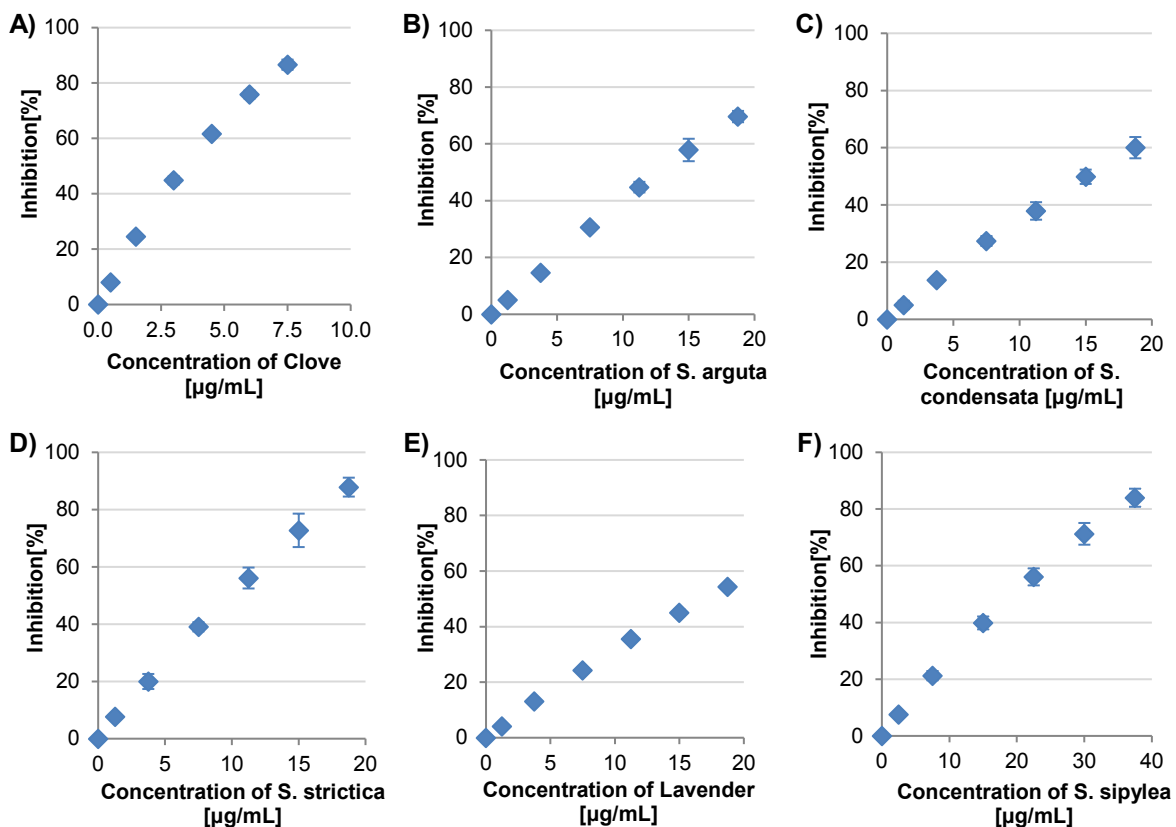 A)
Inhibition[%]
100
80
60
40
20
0
0.0 2.5 5.0 7.5 10.0
Concentration of Clove
[µg/mL]
B)
Inhibition [%]
100
80
60
40
20
0
0 5 10 15 20
Concentration of S. arguta
[µg/mL]
C)
Inhibition[%]
100
80
60
40
20
0
0 5 10 15 20
Concentration of S.
condensata [µg/mL]
D)
Inhibition[%]
100
80
60
40
20
0
0 5 10 15 20
Concentration of S. strictica
[µg/mL]
E)
Inhibition[%]
100
80
60
40
20
0
0 5 10 15 20
Concentration of Lavender
[µg/mL]
F)
Inhibition[%]
100
80
60
40
20
0
0 10 20 30 40
Concentration of S. sipylea
[µg/mL]